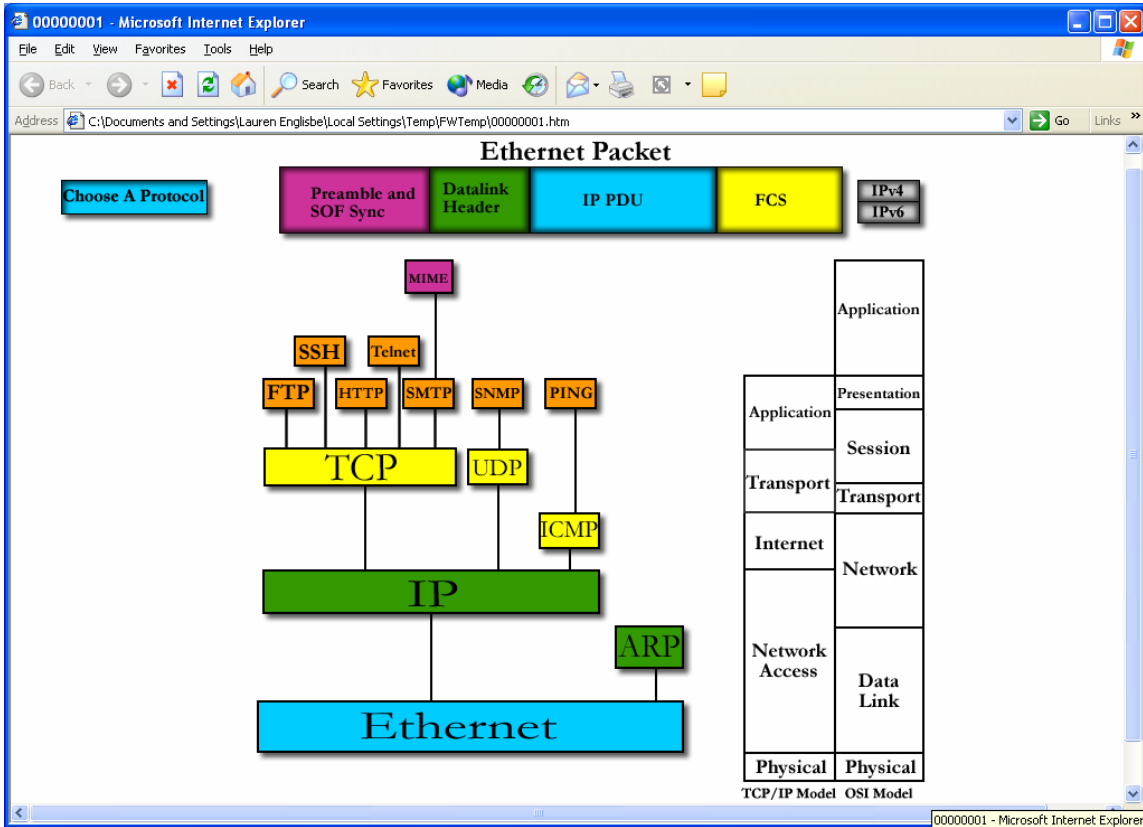 00000001 - Microsoft Internet Explorer
File Edit View Favorites Tools Help
Back Search Favorites Media
Address C:\Documents and Settings\Lauren Englisbe\Local Settings\Temp\FWTemp\00000001.htm Go Links »
Ethernet Packet
Choose A Protocol
Preamble and
SOF Sync
Datalink
Header
IP PDU
FCS
IPv4
IPv6
MIME
SSH Telnet
FTP HTTP SMTP SNMP PING
TCP UDP
ICMP
IP
ARP
Ethernet
Application
Transport
Internet
Network
Access
Physical
TCP/IP Model
Application
Presentation
Session
Transport
Network
Data
Link
Physical
OSI Model
00000001 - Microsoft Internet Explorer